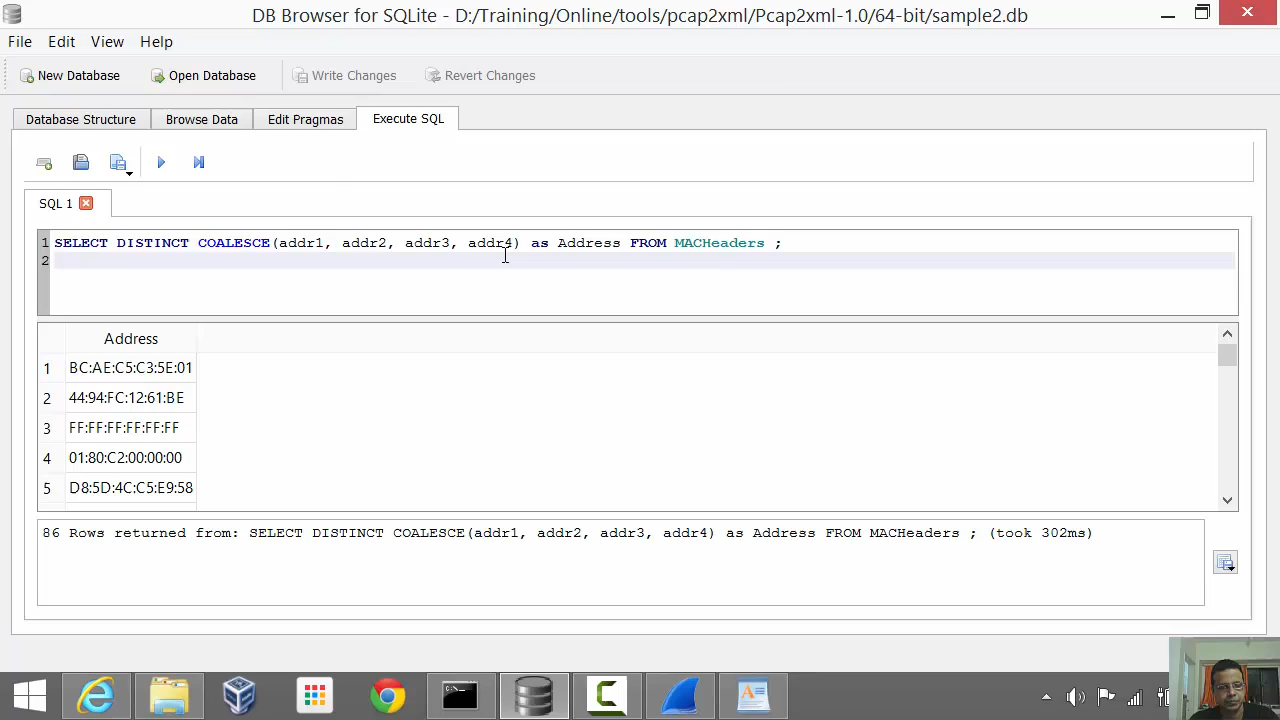 DB Browser for SQLite - D:/Training/Online/tools/pcap2xml/Pcap2xml-1.0/64-bit/sample2.db
File Edit View Help
New Database Open Database Write Changes Revert Changes
Database Structure Browse Data Edit Pragmas Execute SQL
SQL 1
1 SELECT DISTINCT COALESCE(addr1, addr2, addr3, addr4) as Address FROM MACHeaders ;
2
Address
1 BC:AE:C5:C3:5E:01
2 44:94:FC:12:61:BE
3 FF:FF:FF:FF:FF:FF
4 01:80:C2:00:00:00
5 D8:5D:4C:C5:E9:58
86 Rows returned from: SELECT DISTINCT COALESCE(addr1, addr2, addr3, addr4) as Address FROM MACHeaders ; (took 302ms)